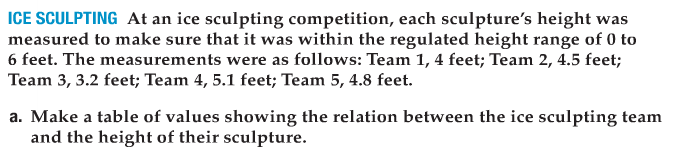 ICE SCULPTING At an ice sculpting competition, each sculpture's height was
measured to make sure that it was within the regulated height range of 0 to
6 feet. The measurements were as follows: Team 1, 4 feet; Team 2, 4.5 feet;
Team 3, 3.2 feet; Team 4, 5.1 feet; Team 5, 4.8 feet.
a. Make a table of values showing the relation between the ice sculpting team
and the height of their sculpture.